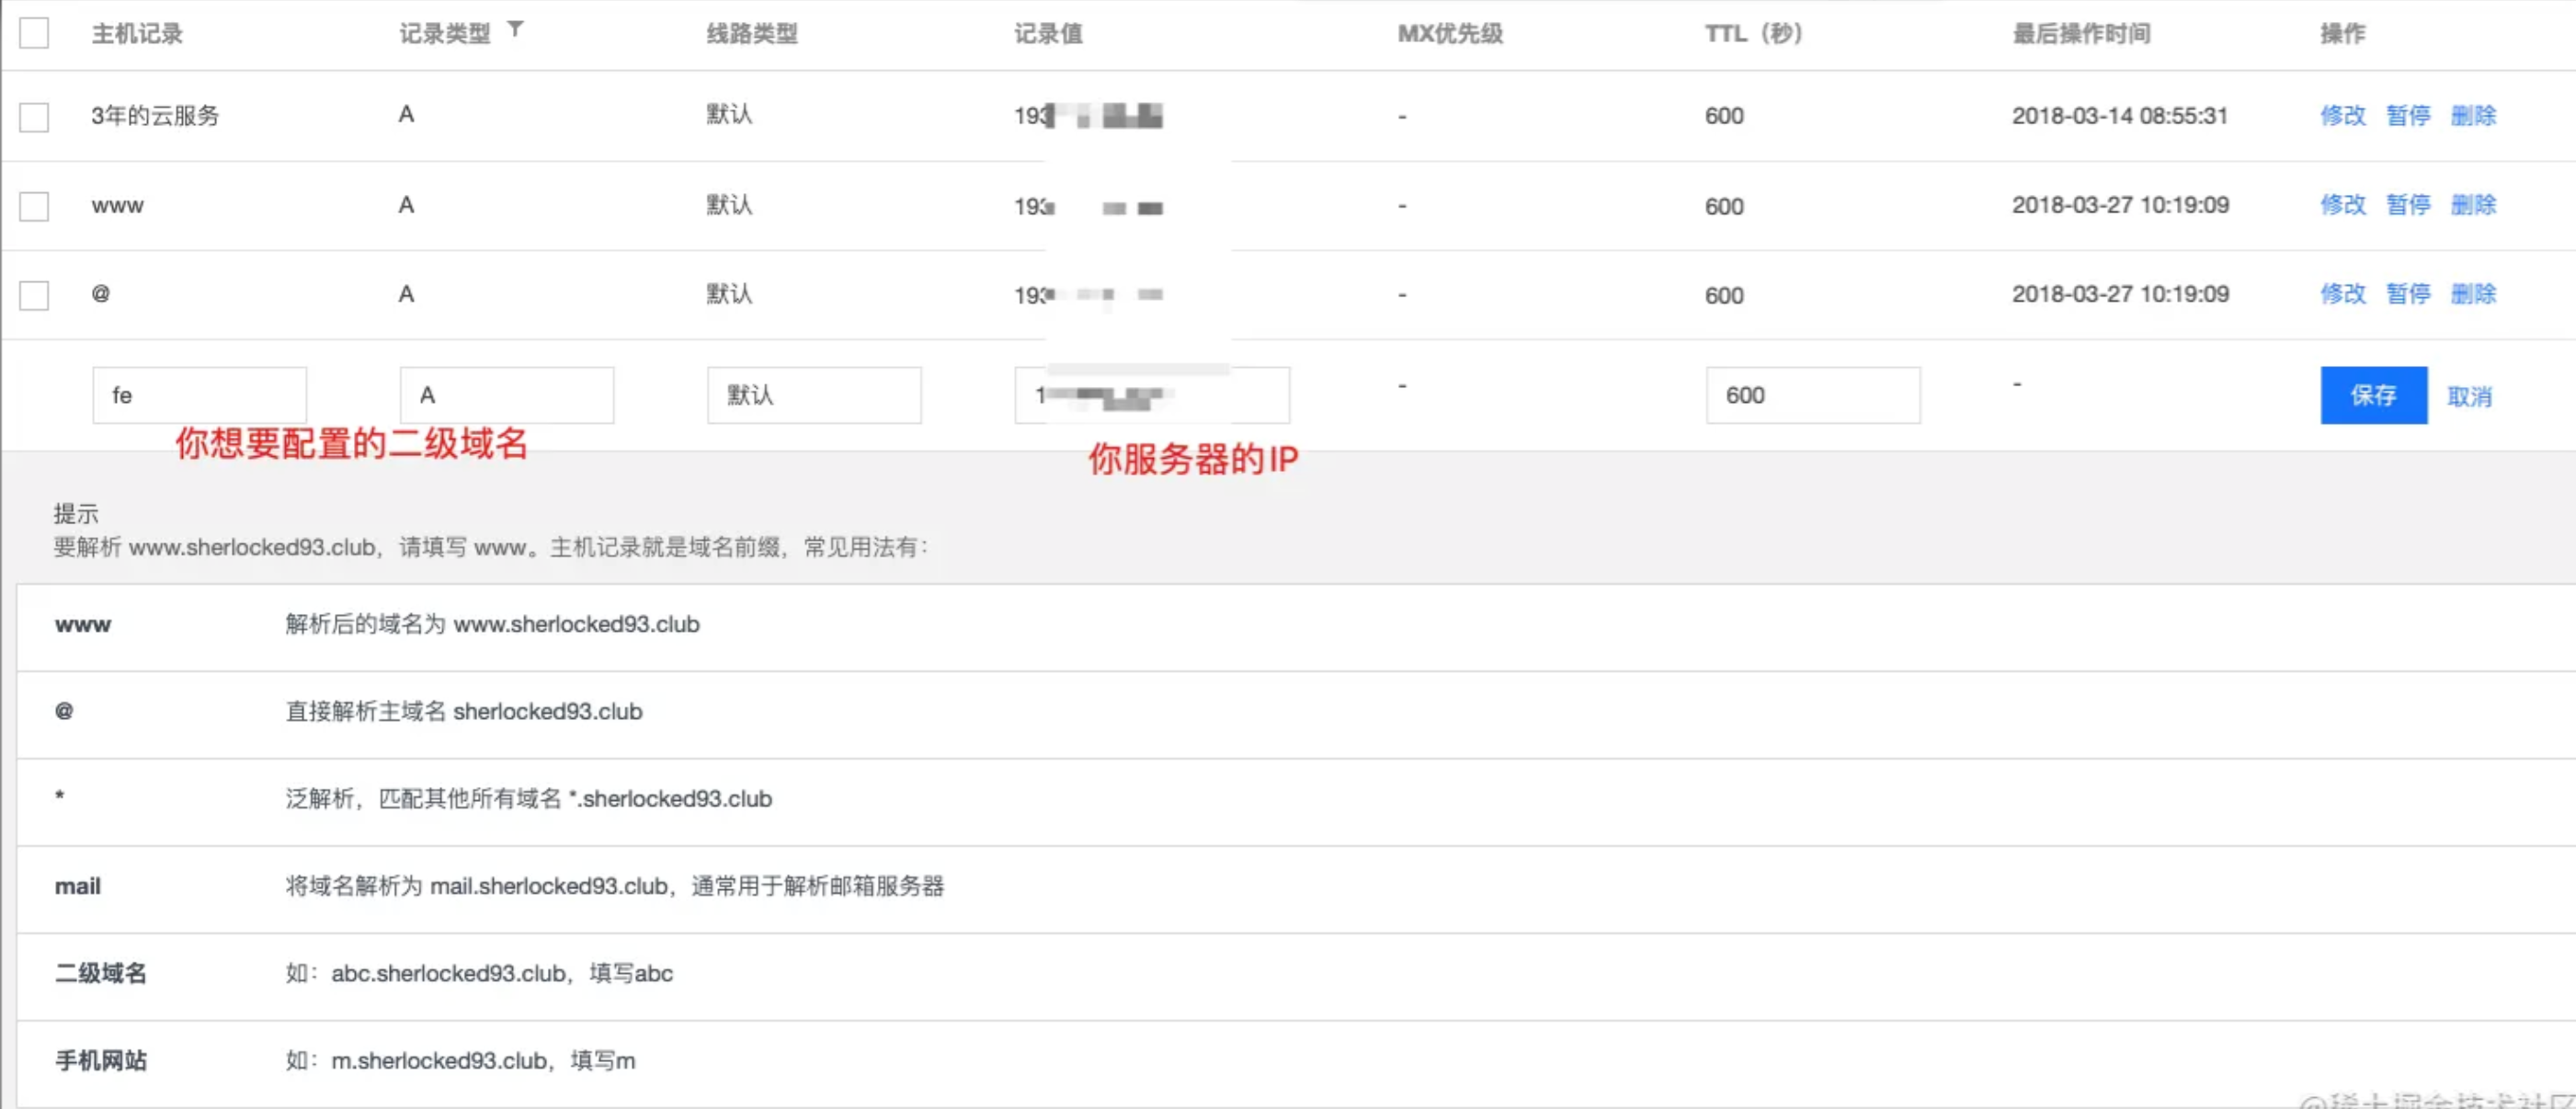 主机记录 记录类型 线路类型 记录值 MX优先级 TTL（秒） 最后操作时间 操作
3年的云服务 A 默认 193 - 600 2018-03-14 08:55:31 修改 暂停 删除
www A 默认 193 - 600 2018-03-27 10:19:09 修改 暂停 删除
@ A 默认 193 - 600 2018-03-27 10:19:09 修改 暂停 删除
fe A 默认 1 - 600 - 保存 取消
你想要配置的二级域名 你服务器的IP
提示
要解析 www.sherlocked93.club，请填写 www。主机记录就是域名前缀，常见用法有：
www 解析后的域名为 www.sherlocked93.club
@ 直接解析主域名 sherlocked93.club
* 泛解析，匹配其他所有域名 *.sherlocked93.club
mail 将域名解析为 mail.sherlocked93.club，通常用于解析邮箱服务器
二级域名 如：abc.sherlocked93.club，填写abc
手机网站 如：m.sherlocked93.club，填写m
@稀土掘金技术社区